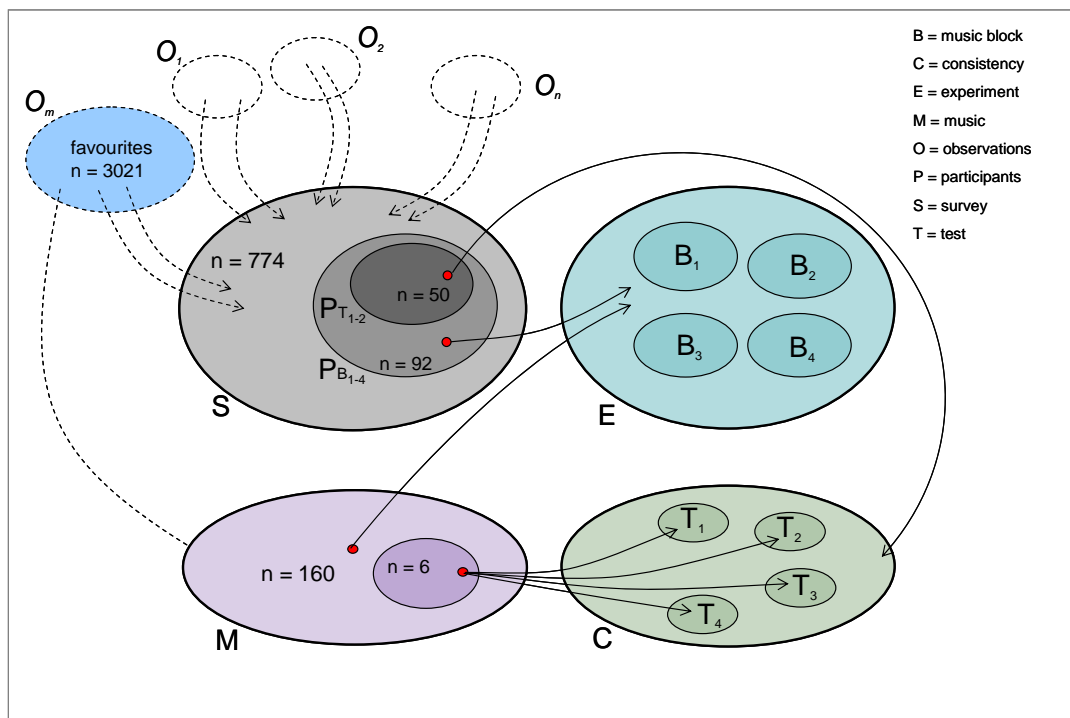 O1
O2
On
Om
favourites
n = 3021
n = 774
n = 50
PT1-2
n = 92
PB1-4
S
B1
B2
B3
B4
E
n = 160
n = 6
M
T1
T2
T3
T4
C
B = music block
C = consistency
E = experiment
M = music
O = observations
P = participants
S = survey
T = test